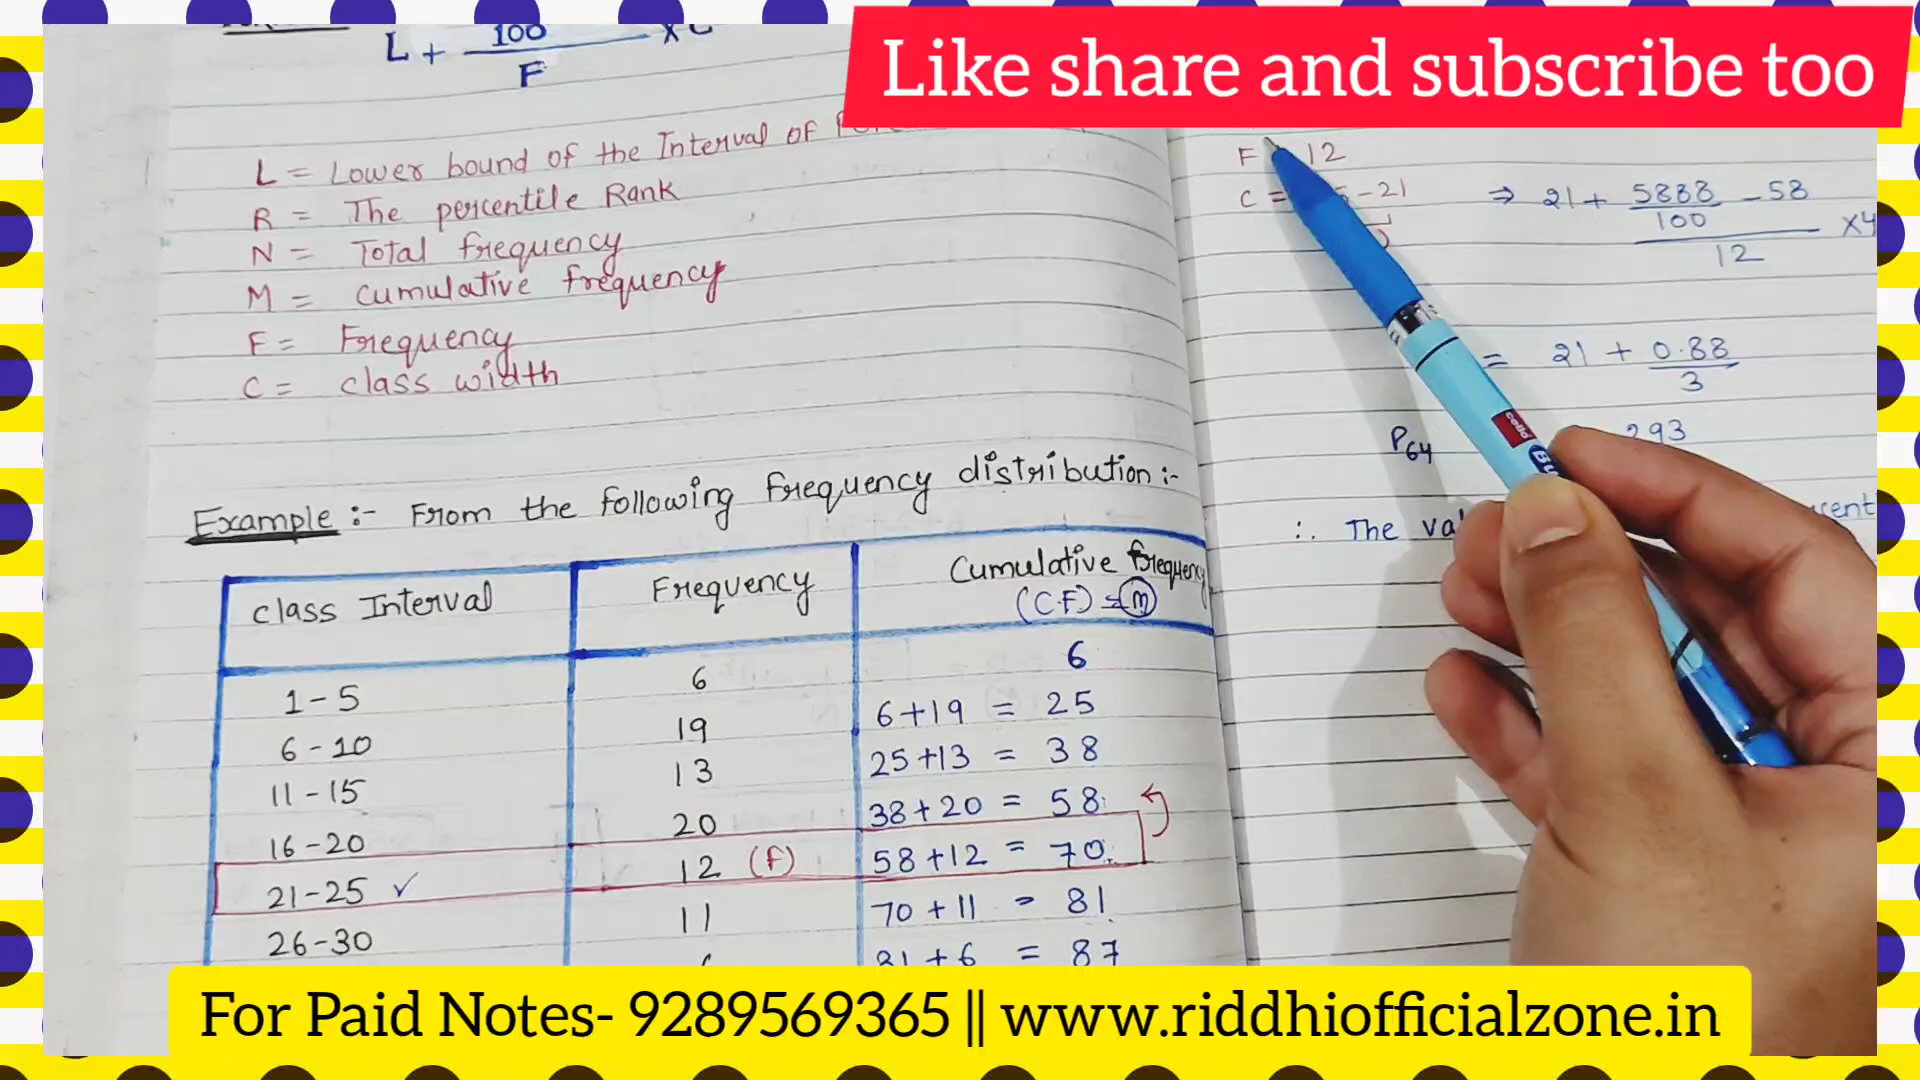 Like share and subscribe too
100
L + ×C
F
L = Lower bound of the Interval of
R = The percentile Rank
N = Total frequency
M = Cumulative frequency
F = Frequency
C = class width
Example :- From the following frequency distribution :-
Class Interval Frequency Cumulative frequency
(C.F) = m
1 - 5 6 6
6 - 10 19 6+19 = 25
11 - 15 13 25+13 = 38
16 - 20 20 38+20 = 58
21 - 25 ✓ 12 (F) 58+12 = 70
26 - 30 11 70+11 = 81
81+6 = 87
F 12
C = - 21
⇒ 21 + 5888 - 58
100 ×4
12
= 21 + 0.88
3
P64 293
∴ The
cello
For Paid Notes- 9289569365 || www.riddhiofficialzone.in